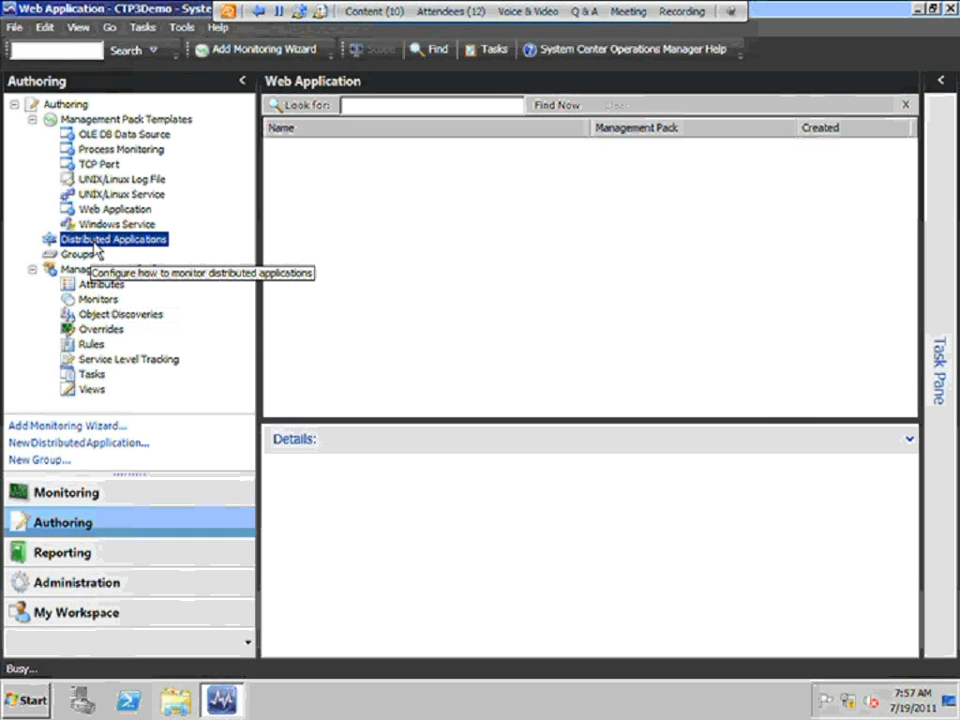 Web Application - CTP3Demo - Syste
Content (10) Attendees (12) Voice & Video Q & A Meeting Recording
File Edit View Go Tasks Tools Help
Search Add Monitoring Wizard Scope Find Tasks System Center Operations Manager Help
Authoring <
Web Application
<
Authoring
Management Pack Templates
OLE DB Data Source
Process Monitoring
TCP Port
UNIX/Linux Log File
UNIX/Linux Service
Web Application
Windows Service
Distributed Applications
Groups
Mana
Configure how to monitor distributed applications
Attributes
Monitors
Object Discoveries
Overrides
Rules
Service Level Tracking
Tasks
Views
Look for: Find Now Clear X
Name Management Pack Created
Details:
Task Pane
Add Monitoring Wizard...
New Distributed Application...
New Group...
Monitoring
Authoring
Reporting
Administration
My Workspace
Busy...
Start
7:57 AM
7/19/2011